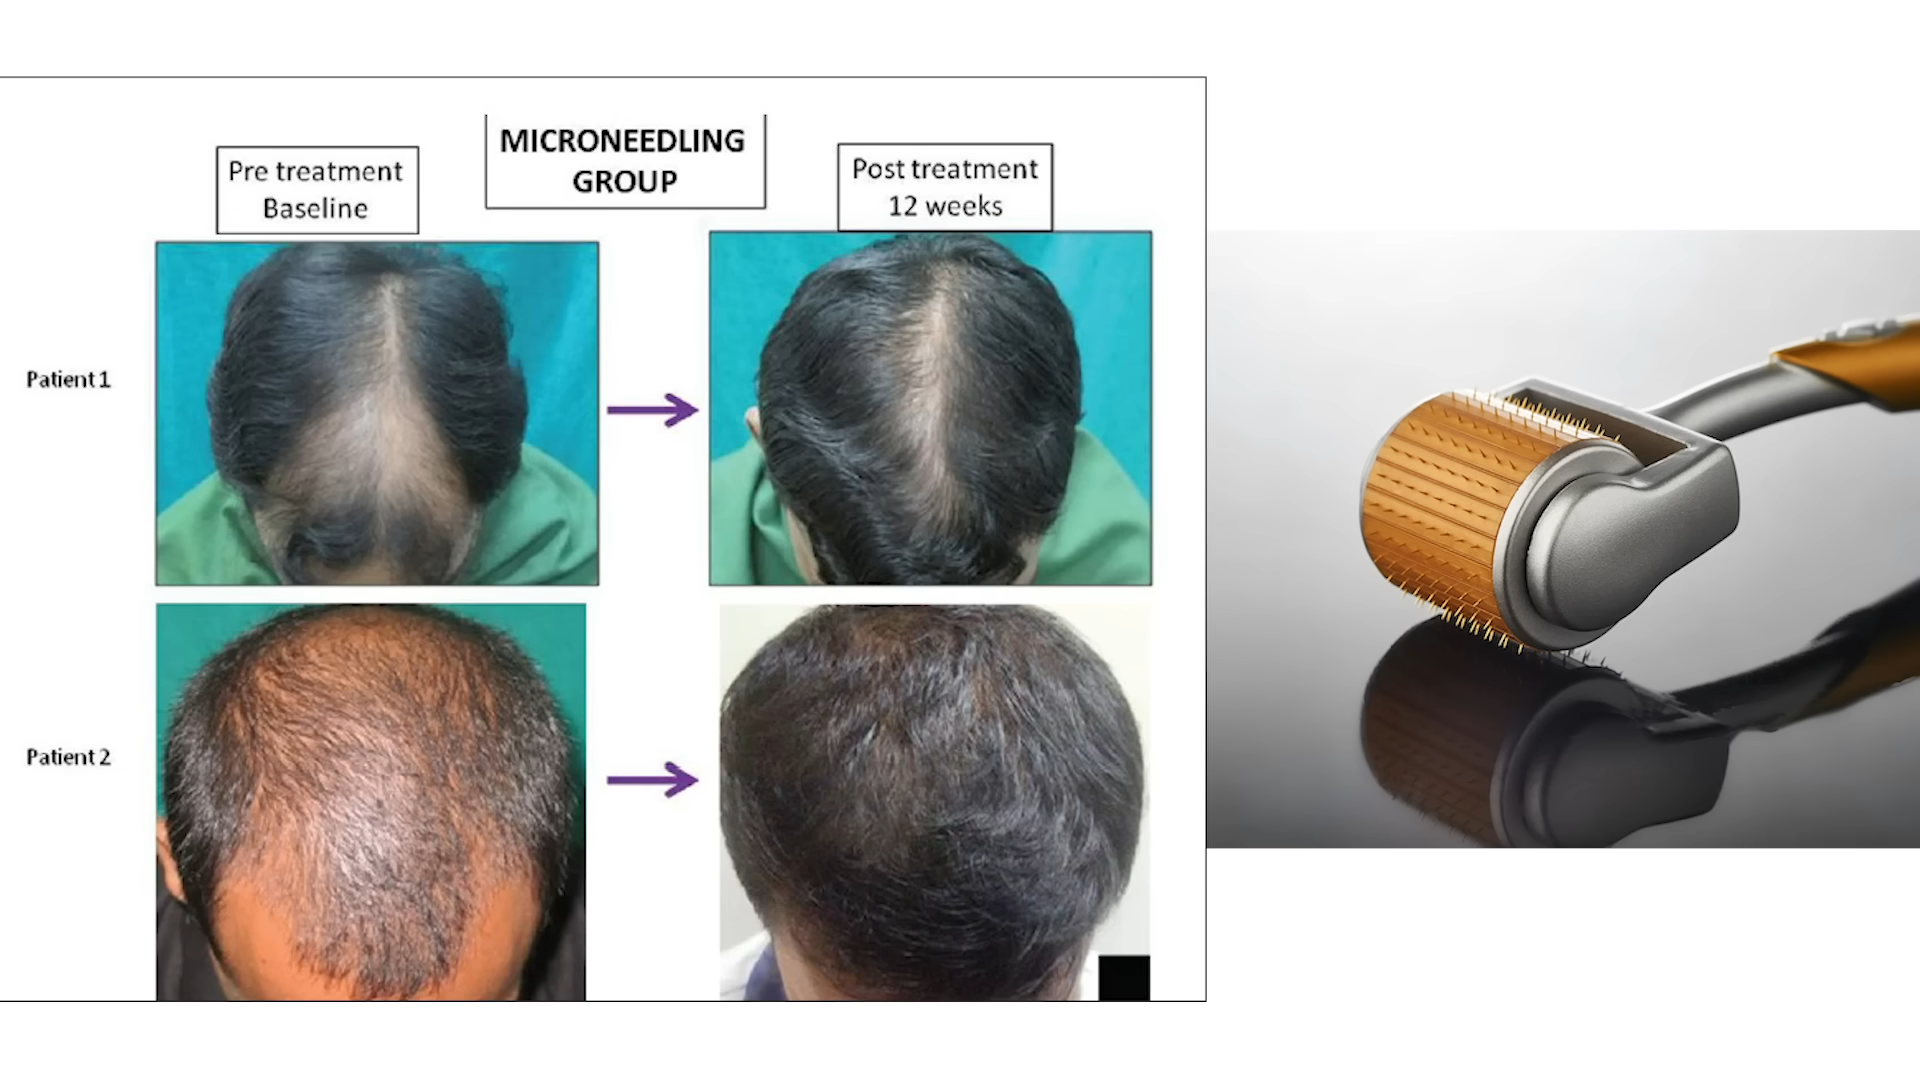 MICRONEEDLING
GROUP
Pre treatment
Baseline
Post treatment
12 weeks
Patient 1
Patient 2